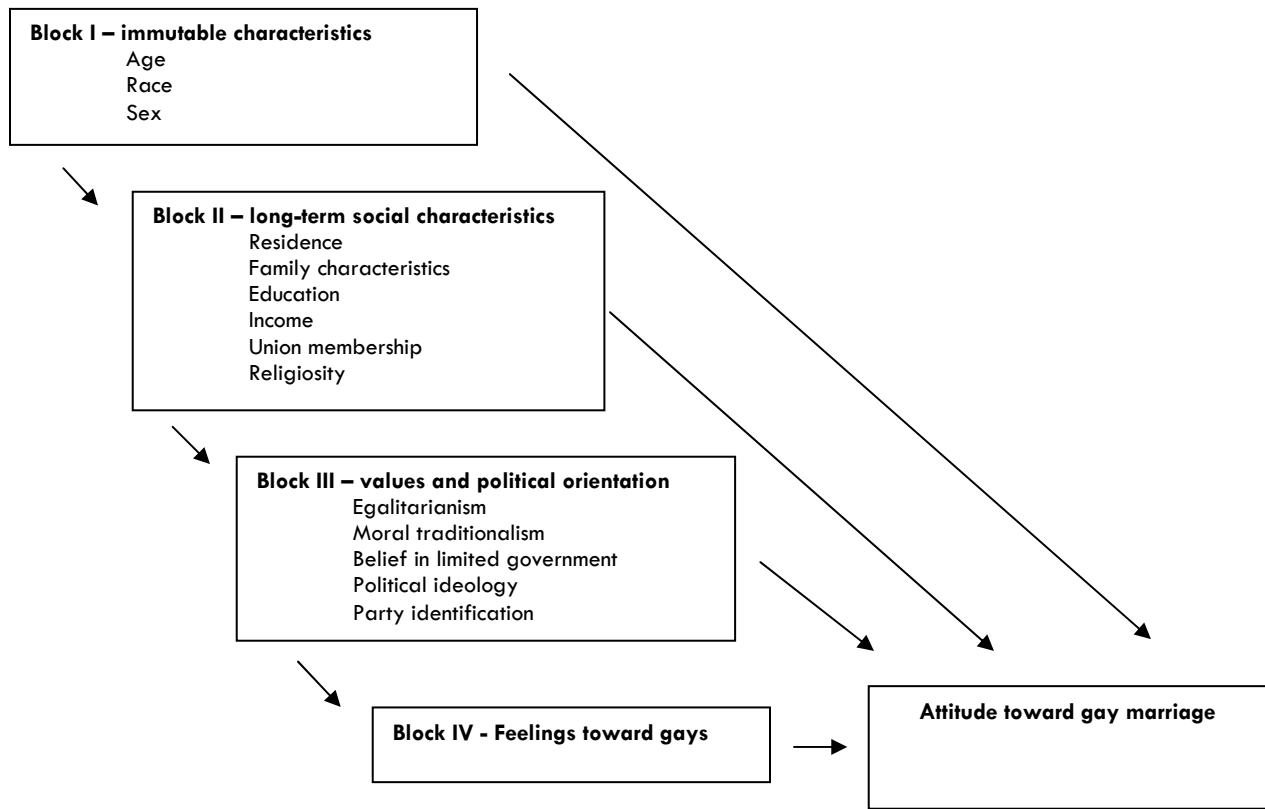 Block I – immutable characteristics
Age
Race
Sex
Block II – long-term social characteristics
Residence
Family characteristics
Education
Income
Union membership
Religiosity
Block III – values and political orientation
Egalitarianism
Moral traditionalism
Belief in limited government
Political ideology
Party identification
Block IV - Feelings toward gays
Attitude toward gay marriage